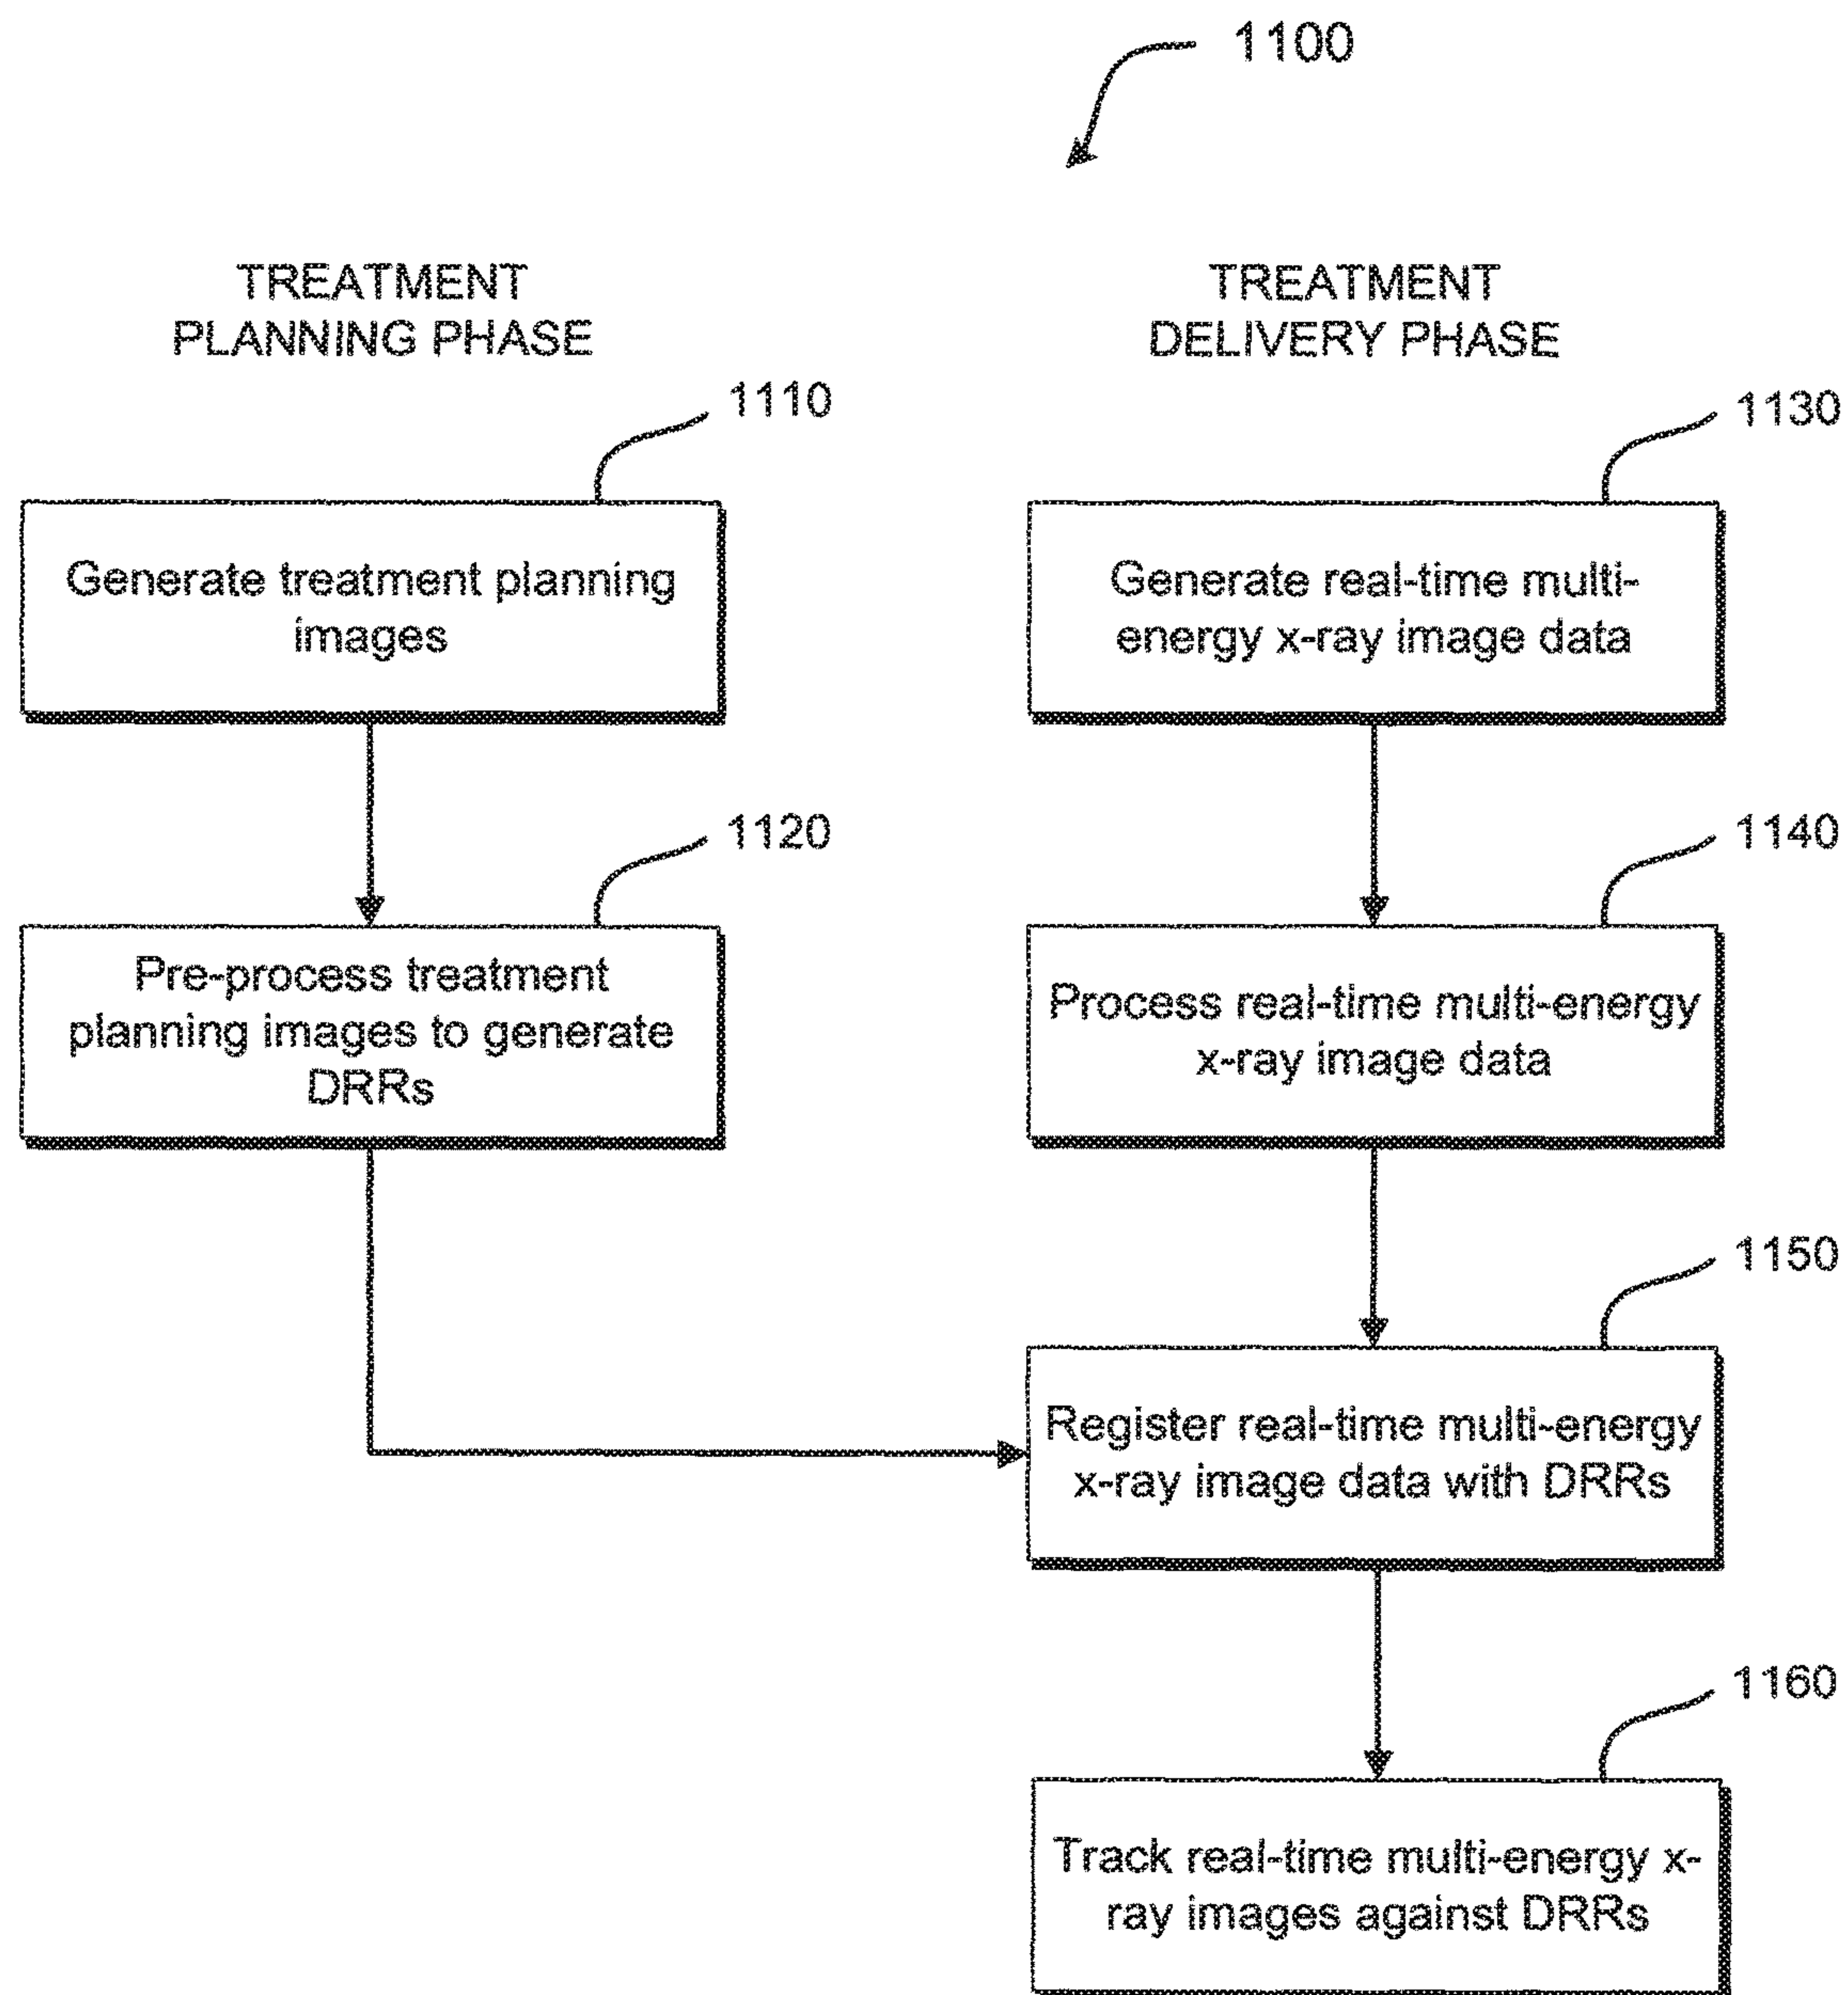 1100
TREATMENT
PLANNING PHASE
TREATMENT
DELIVERY PHASE
1110
Generate treatment planning
images
1120
Pre-process treatment
planning images to generate
DRRs
1130
Generate real-time multi-
energy x-ray image data
1140
Process real-time multi-energy
x-ray image data
1150
Register real-time multi-energy
x-ray image data with DRRs
1160
Track real-time multi-energy x-
ray images against DRRs